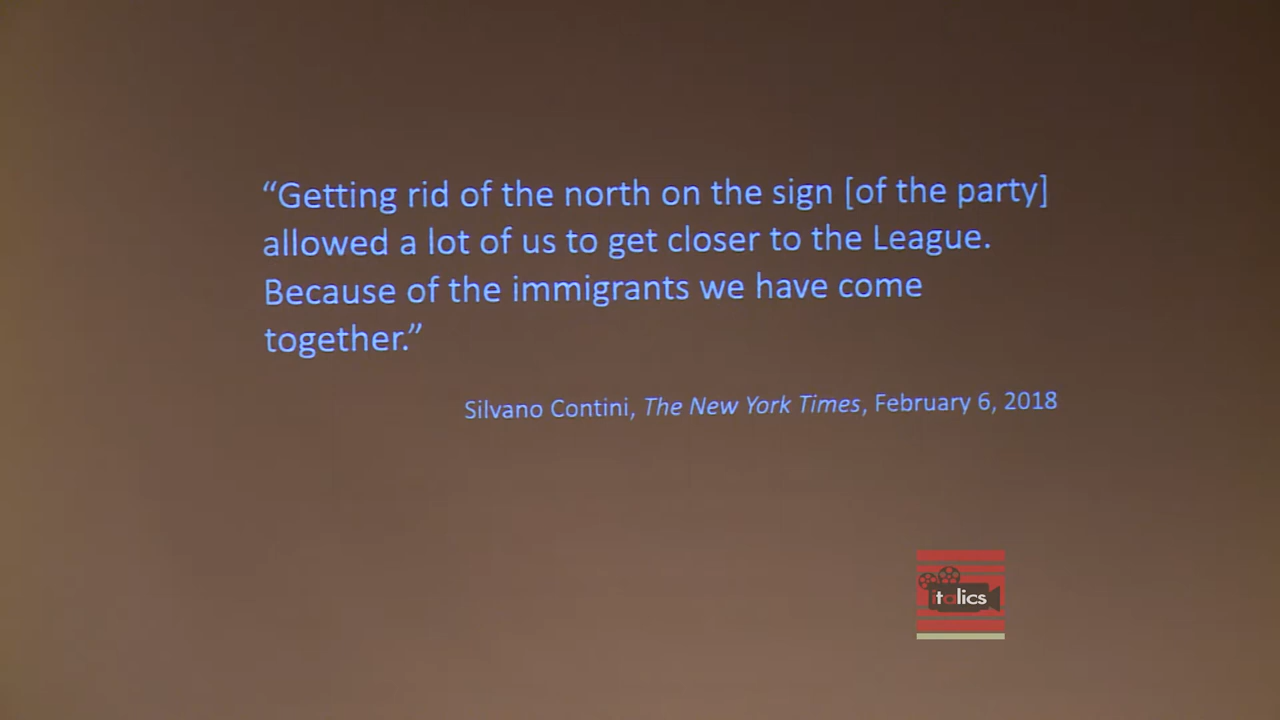 “Getting rid of the north on the sign [of the party]
allowed a lot of us to get closer to the League.
Because of the immigrants we have come
together.”
Silvano Contini, The New York Times, February 6, 2018
italics